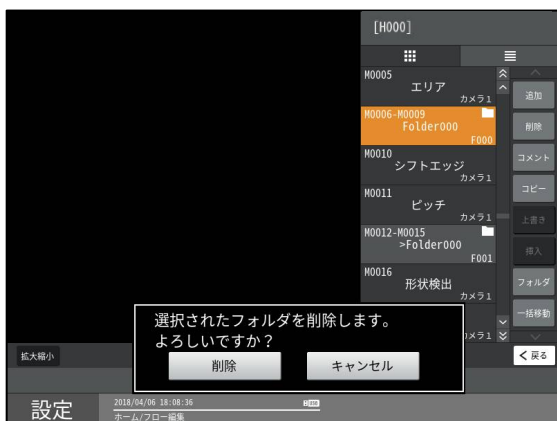 [H000]
M0005
エリア
カメラ1
追加
M0006-M0009
Folder000
F000
削除
M0010
シフトエッジ
カメラ1
コメント
M0011
ピッチ
カメラ1
コピー
上書き
M0012-M0015
>Folder000
F001
挿入
M0016
形状検出
カメラ1
フォルダ
一括移動
選択されたフォルダを削除します。
よろしいですか？
メラ1
削除
キャンセル
拡大縮小
戻る
設定
2018/04/06 18:08:36
ホーム/フロー編集